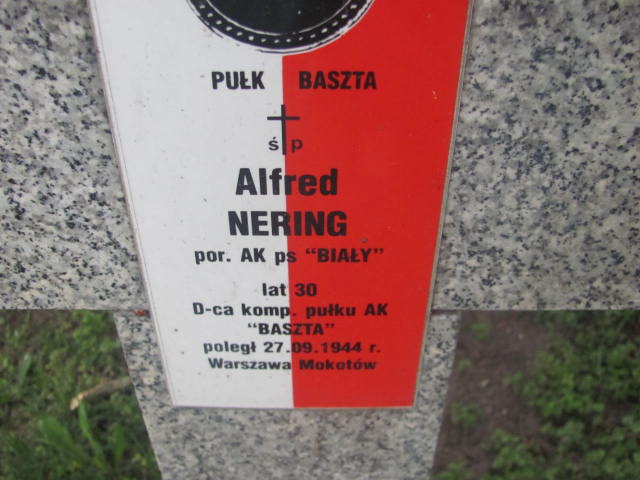 PUŁK BASZTA
ś p
Alfred
NERING
por. AK ps "BIAŁY"
lat 30
D-ca komp. pułku AK
"BASZTA"
poległ 27.09.1944 r.
Warszawa Mokotów